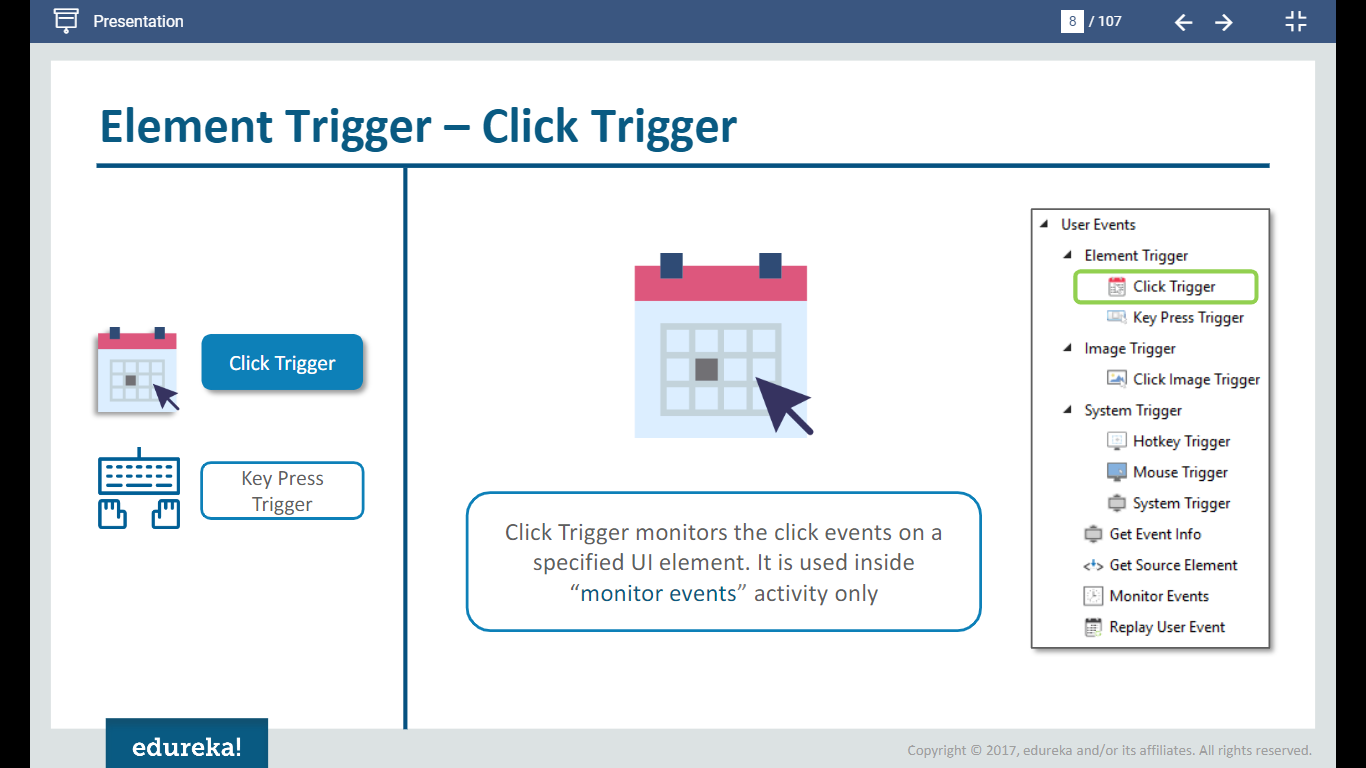 Presentation
8 / 107
Element Trigger – Click Trigger
Click Trigger
Key Press
Trigger
Click Trigger monitors the click events on a
specified UI element. It is used inside
“monitor events” activity only
User Events
Element Trigger
Click Trigger
Key Press Trigger
Image Trigger
Click Image Trigger
System Trigger
Hotkey Trigger
Mouse Trigger
System Trigger
Get Event Info
Get Source Element
Monitor Events
Replay User Event
edureka!
Copyright © 2017, edureka and/or its affiliates. All rights reserved.